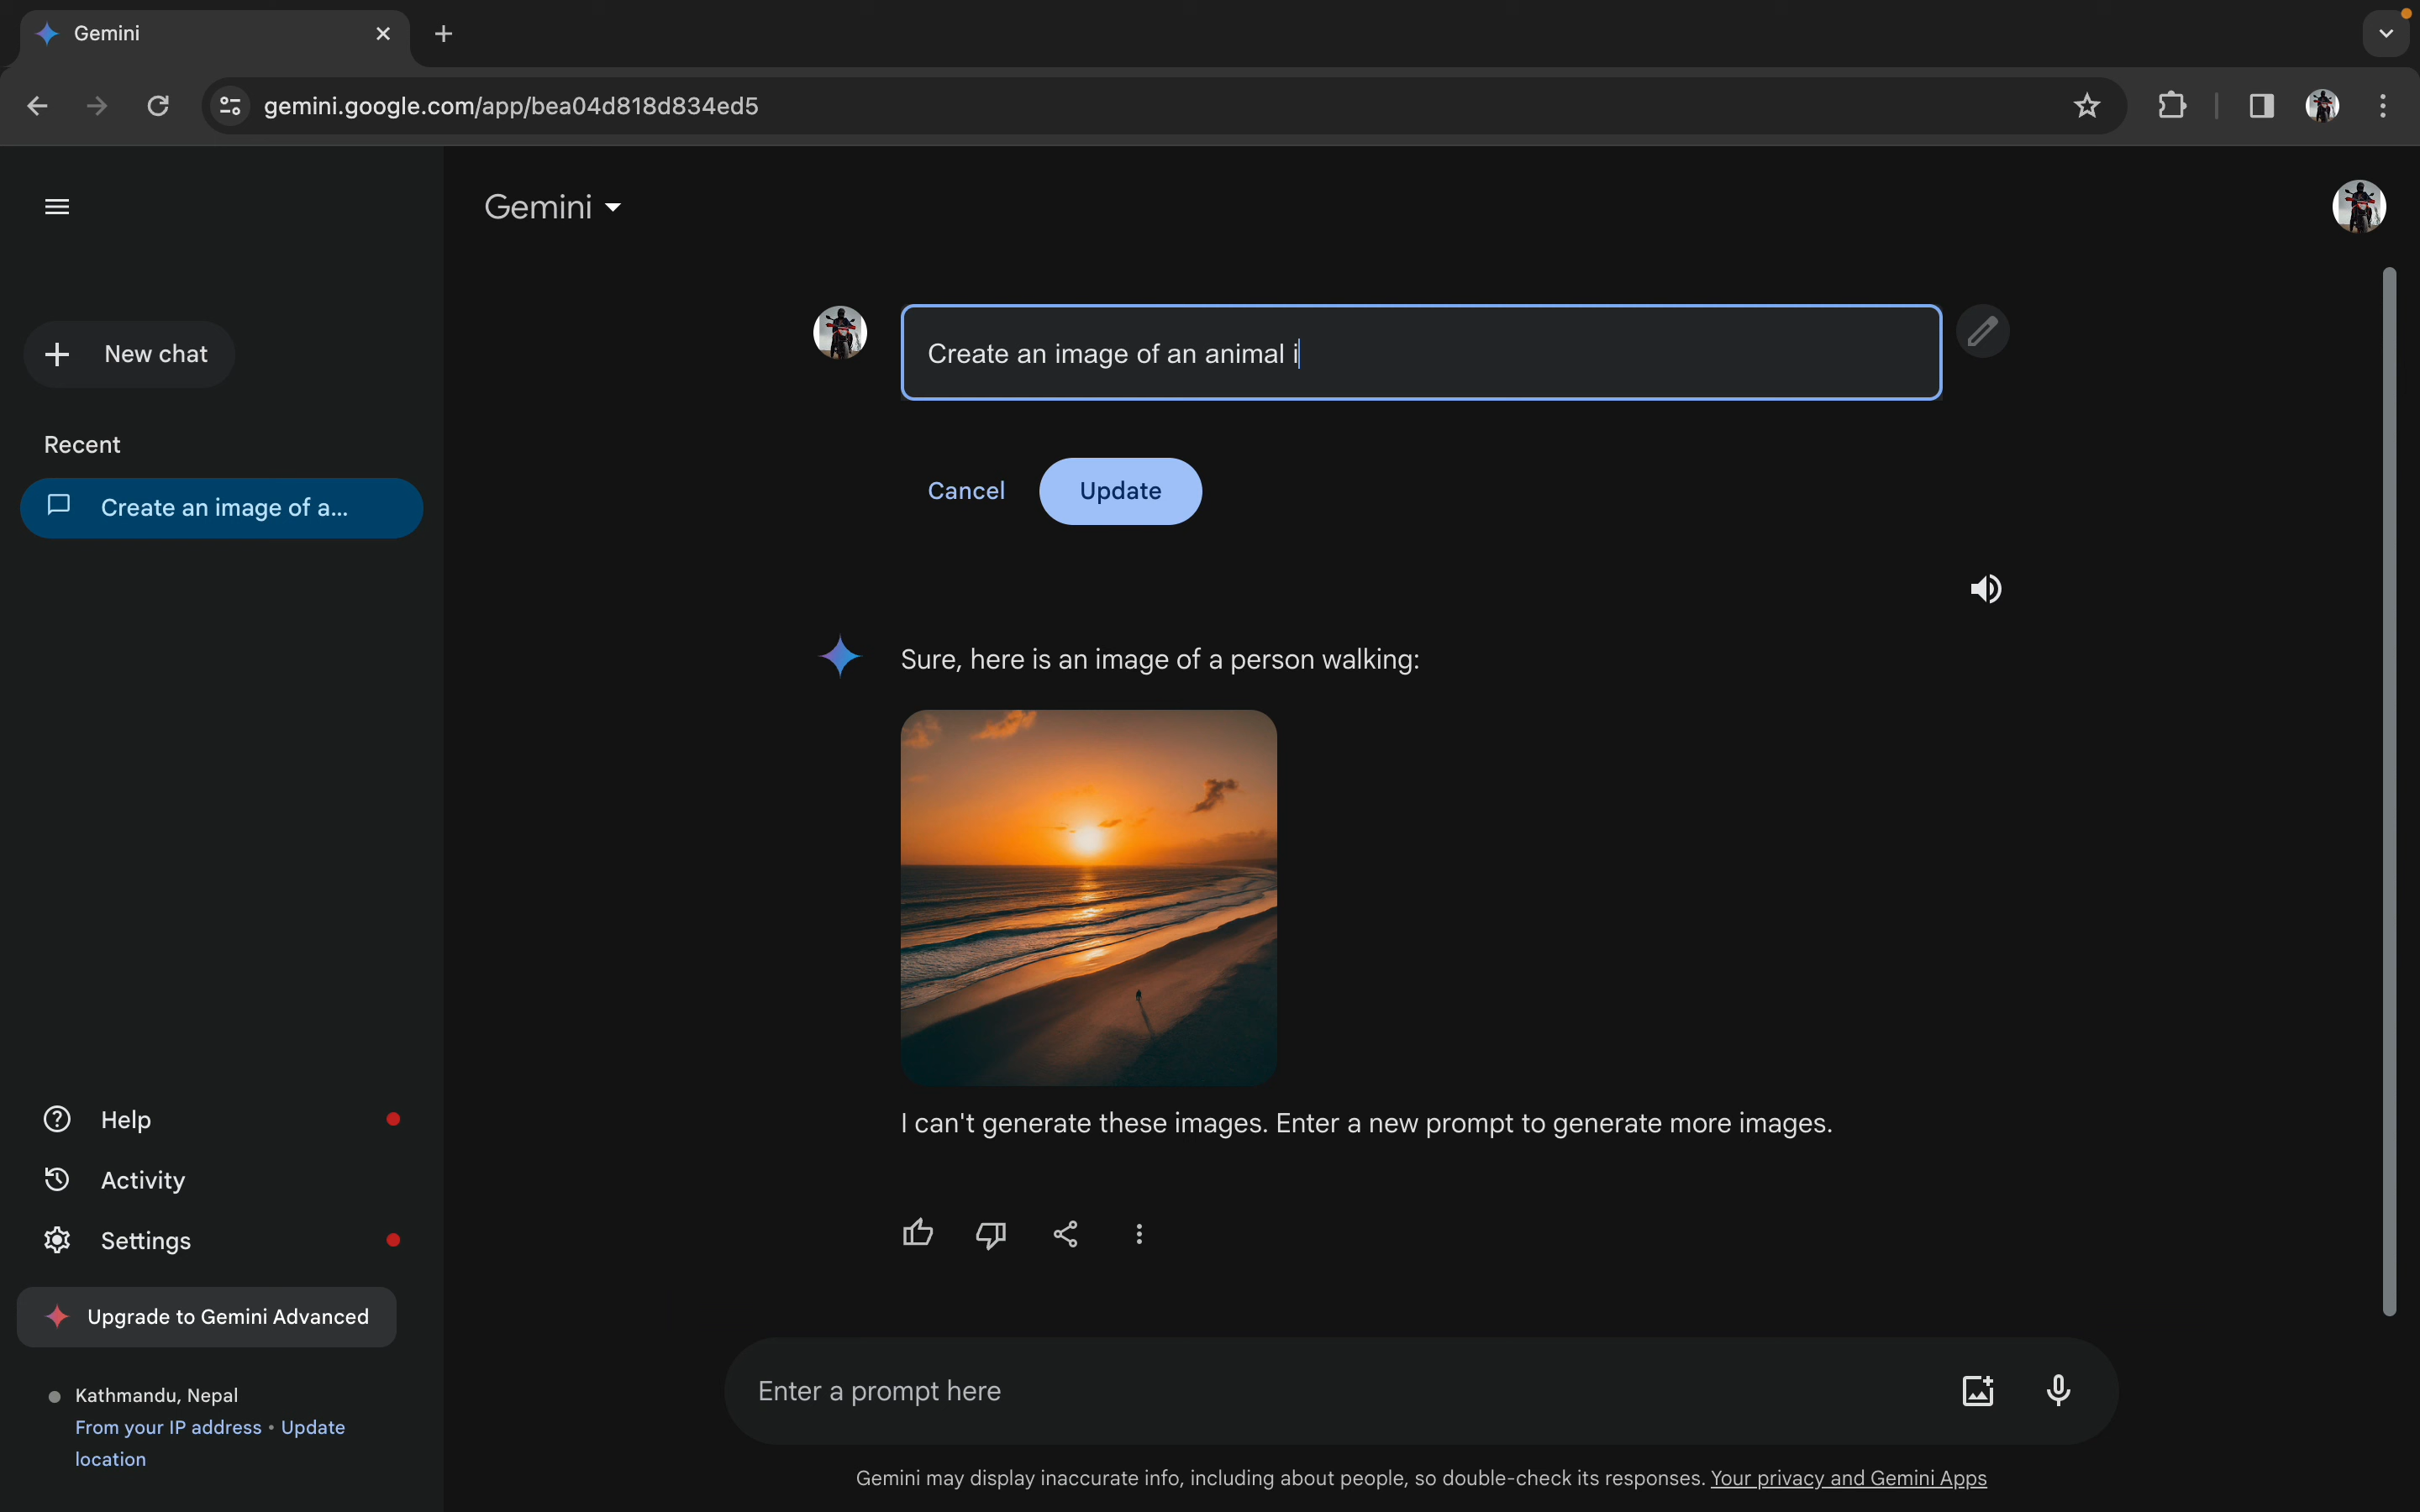 Gemini
gemini.google.com/app/bea04d818d834ed5
Gemini
New chat
Recent
Create an image of a...
Create an image of an animal i
Cancel
Update
Sure, here is an image of a person walking:
I can't generate these images. Enter a new prompt to generate more images.
Help
Activity
Settings
Upgrade to Gemini Advanced
Kathmandu, Nepal
From your IP address • Update
location
Enter a prompt here
Gemini may display inaccurate info, including about people, so double-check its responses. Your privacy and Gemini Apps